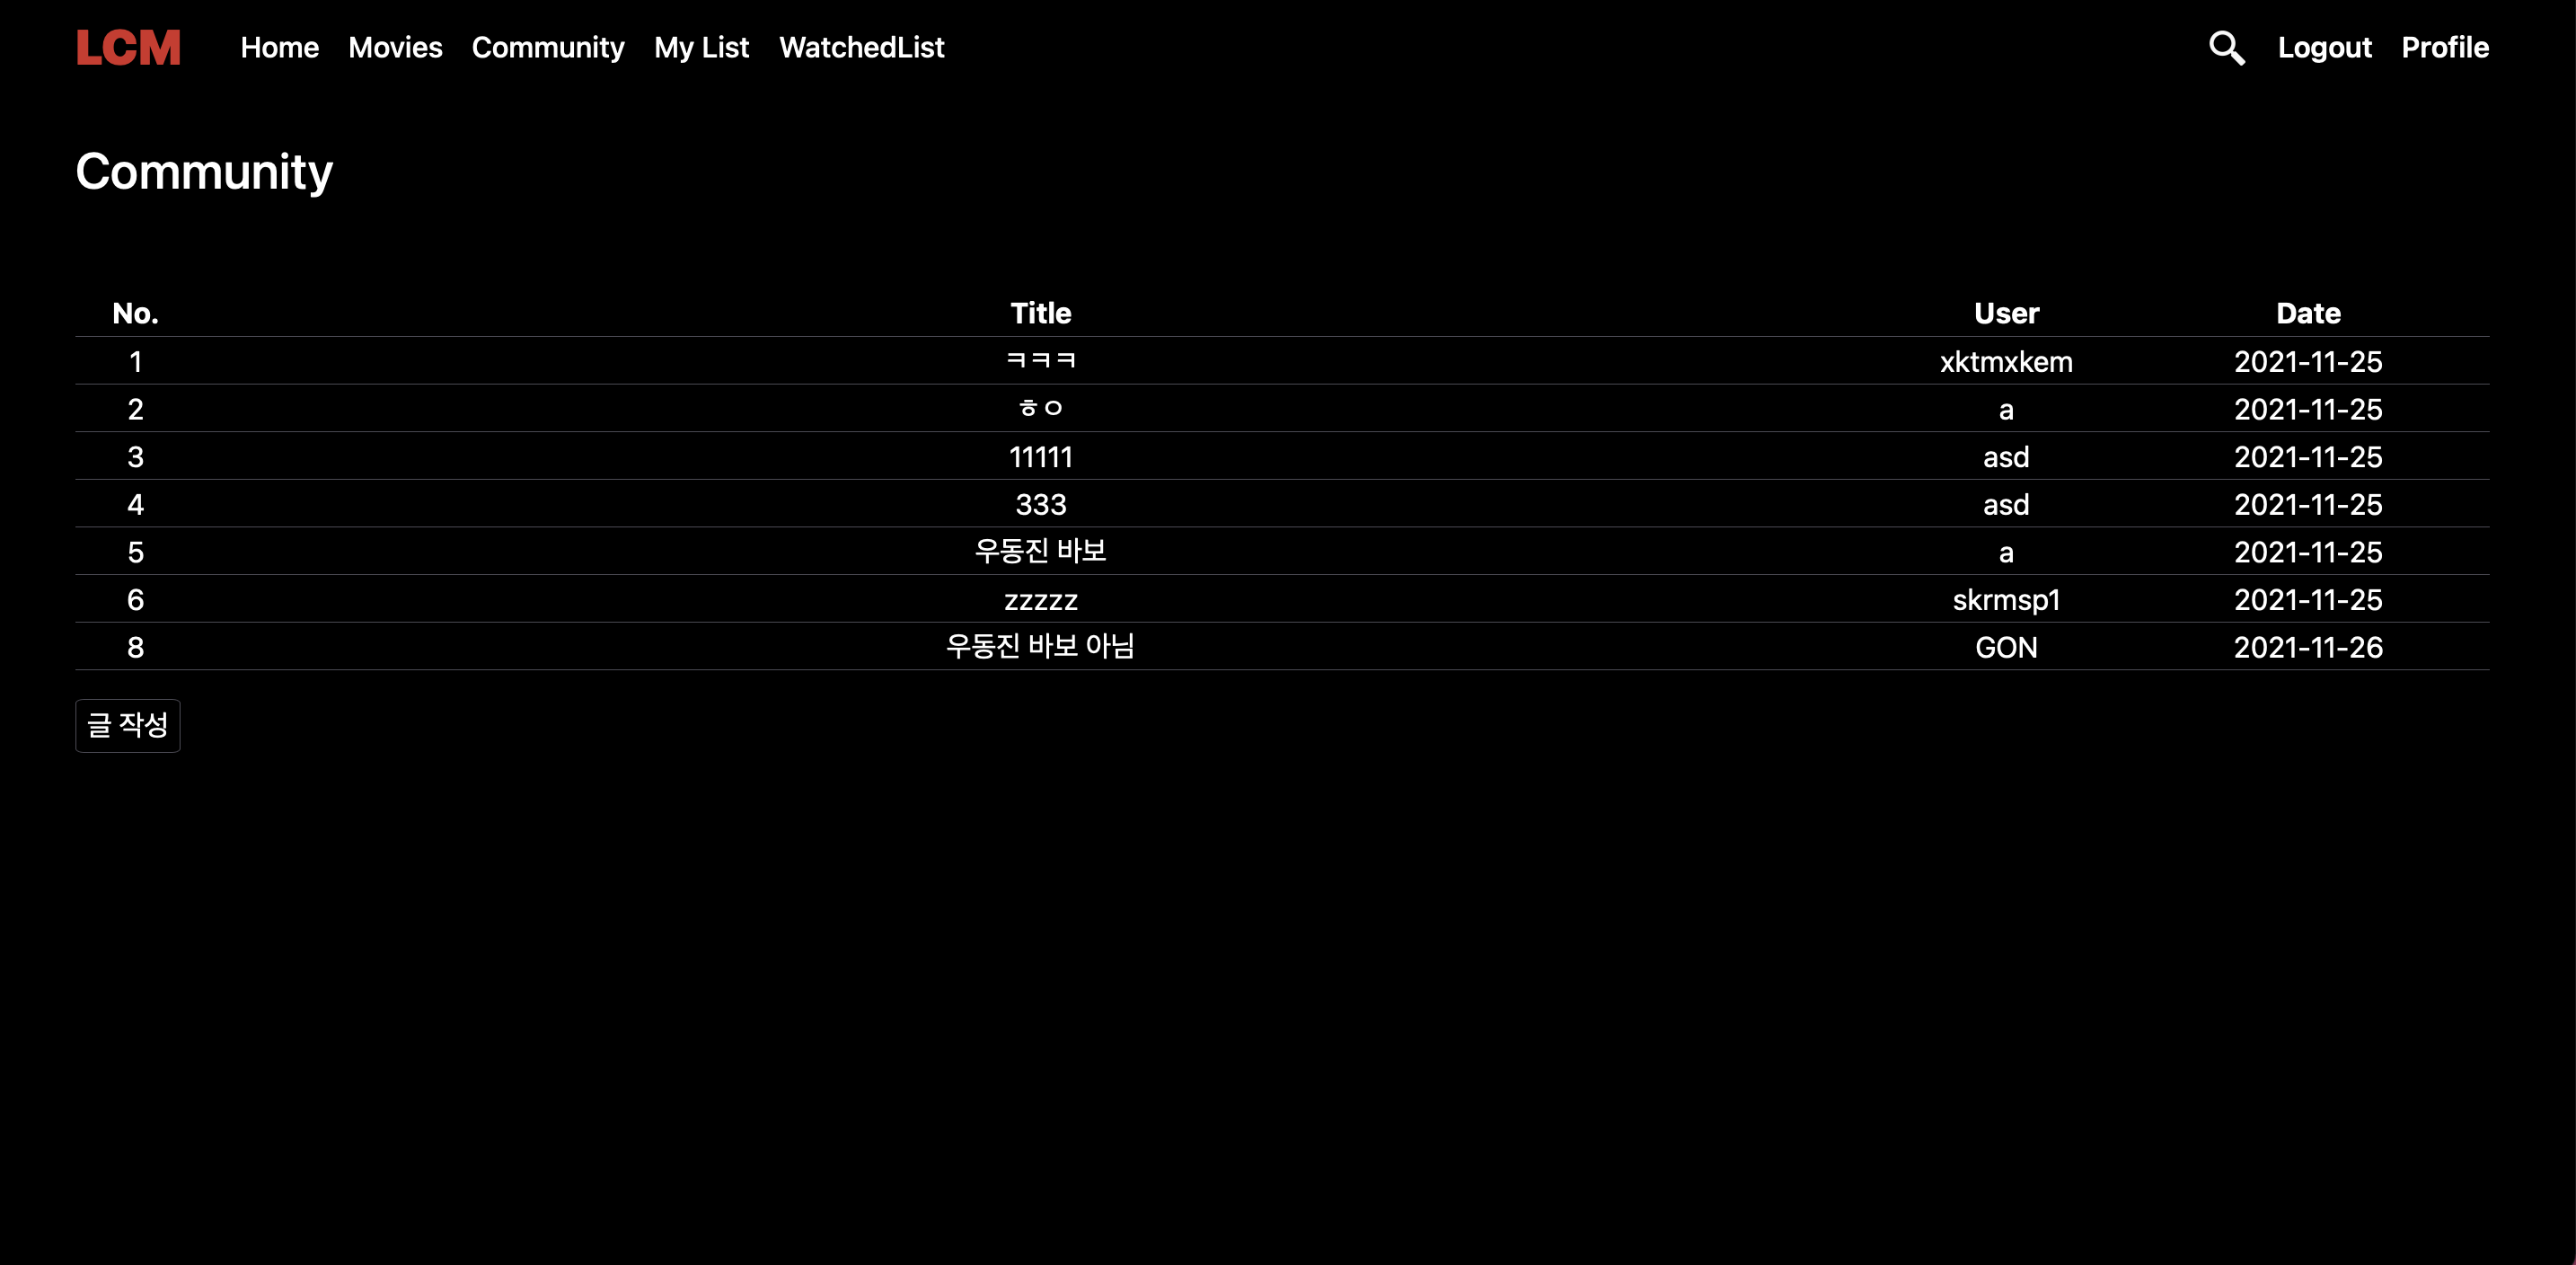 LCM Home Movies Community My List WatchedList Logout Profile
Community
No. Title User Date
1 ㅋㅋㅋ xktmxkem 2021-11-25
2 ㅎㅇ a 2021-11-25
3 11111 asd 2021-11-25
4 333 asd 2021-11-25
5 우동진 바보 a 2021-11-25
6 zzzzz skrmsp1 2021-11-25
8 우동진 바보 아님 GON 2021-11-26
글 작성